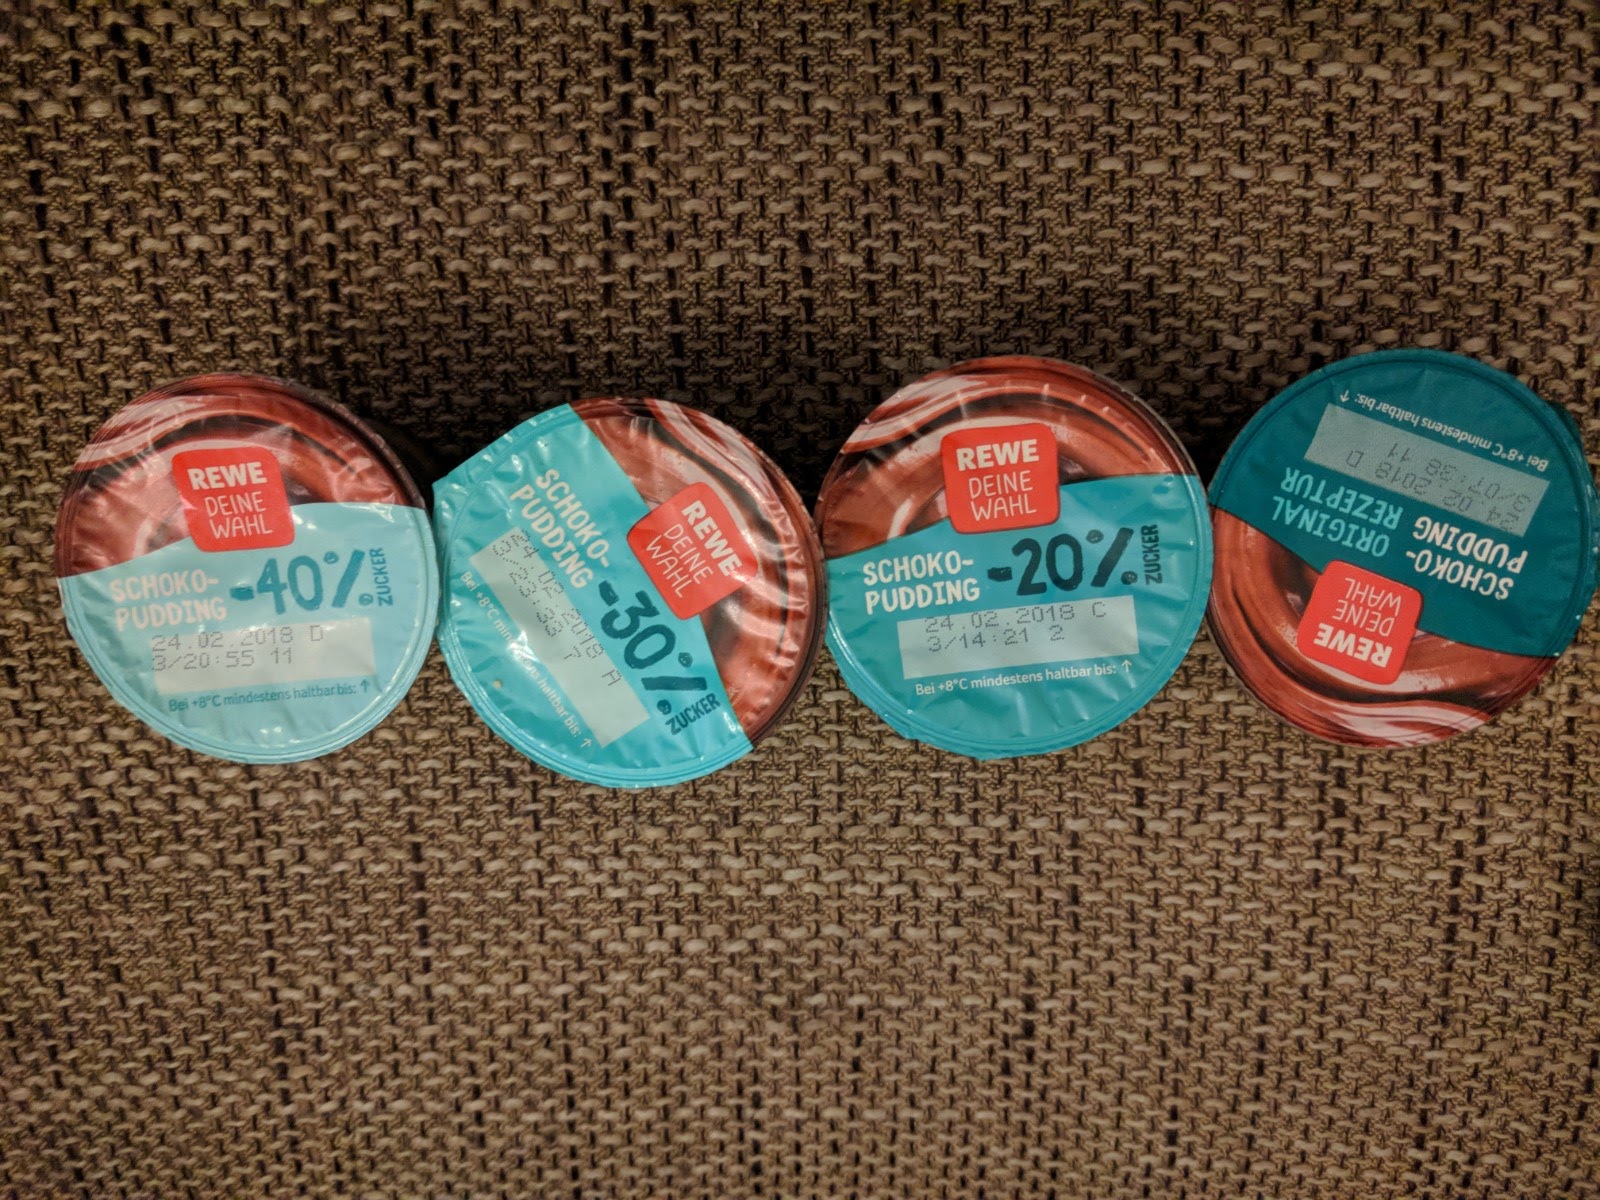 REWE
DEINE
WAHL
SCHOKO-
PUDDING
-40%
ZUCKER
24.02.2018 D
3/20:55 11
Bei +8°C mindestens haltbar bis: ↑
REWE
DEINE
WAHL
SCHOKO-
PUDDING
-30%
ZUCKER
Bei +8°C mindestens haltbar bis: ↑
REWE
DEINE
WAHL
SCHOKO-
PUDDING
-20%
ZUCKER
24.02.2018 C
3/14:21 2
Bei +8°C mindestens haltbar bis: ↑
REWE
DEINE
WAHL
SCHOKO-
PUDDING
ORIGINAL
REZEPTUR
24.02.2018 D
3/07:38 11
Bei +8°C mindestens haltbar bis: ↑